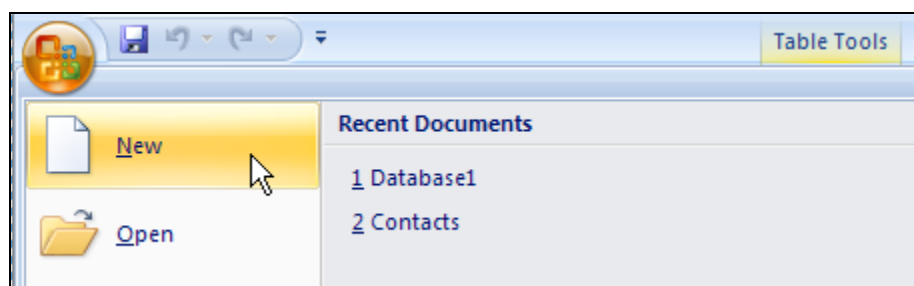 Table Tools
New
Recent Documents
1 Database1
2 Contacts
Open